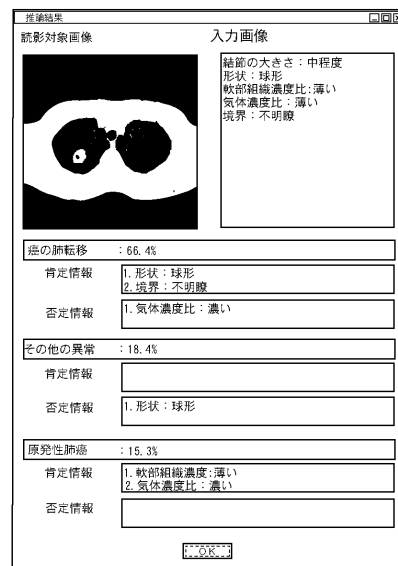 推論結果
読影対象画像
入力画像
結節の大きさ：中程度
形状：球形
軟部組織濃度比:薄い
気体濃度比：薄い
境界：不明瞭
癌の肺転移　：66.4%
肯定情報
1.形状：球形
2.境界：不明瞭
否定情報
1.気体濃度比：濃い
その他の異常　：18.4%
肯定情報
否定情報
1.形状：球形
原発性肺癌　：15.3%
肯定情報
1.軟部組織濃度:薄い
2.気体濃度比：濃い
否定情報
OK